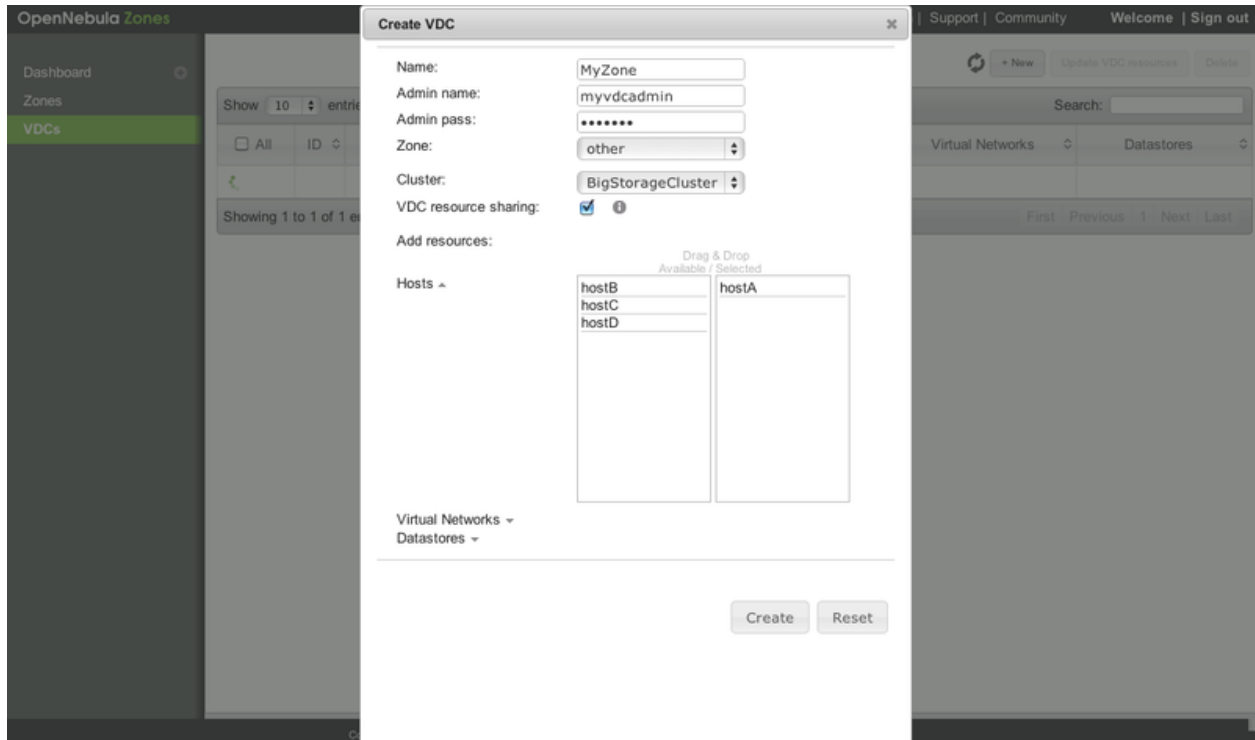 OpenNebula Zones
Create VDC
| Support | Community
Welcome | Sign out
Dashboard
Zones
VDCs
+ New
Update VDC resources
Delete
Show 10
Search:
All
ID
Virtual Networks
Datastores
Showing 1 to 1 of 1
First Previous 1 Next Last
Name:
MyZone
Admin name:
myvdcadmin
Admin pass:
•••••••
Zone:
other
Cluster:
BigStorageCluster
VDC resource sharing:
Add resources:
Drag & Drop
Available / Selected
Hosts
hostB
hostA
hostC
hostD
Virtual Networks
Datastores
Create
Reset